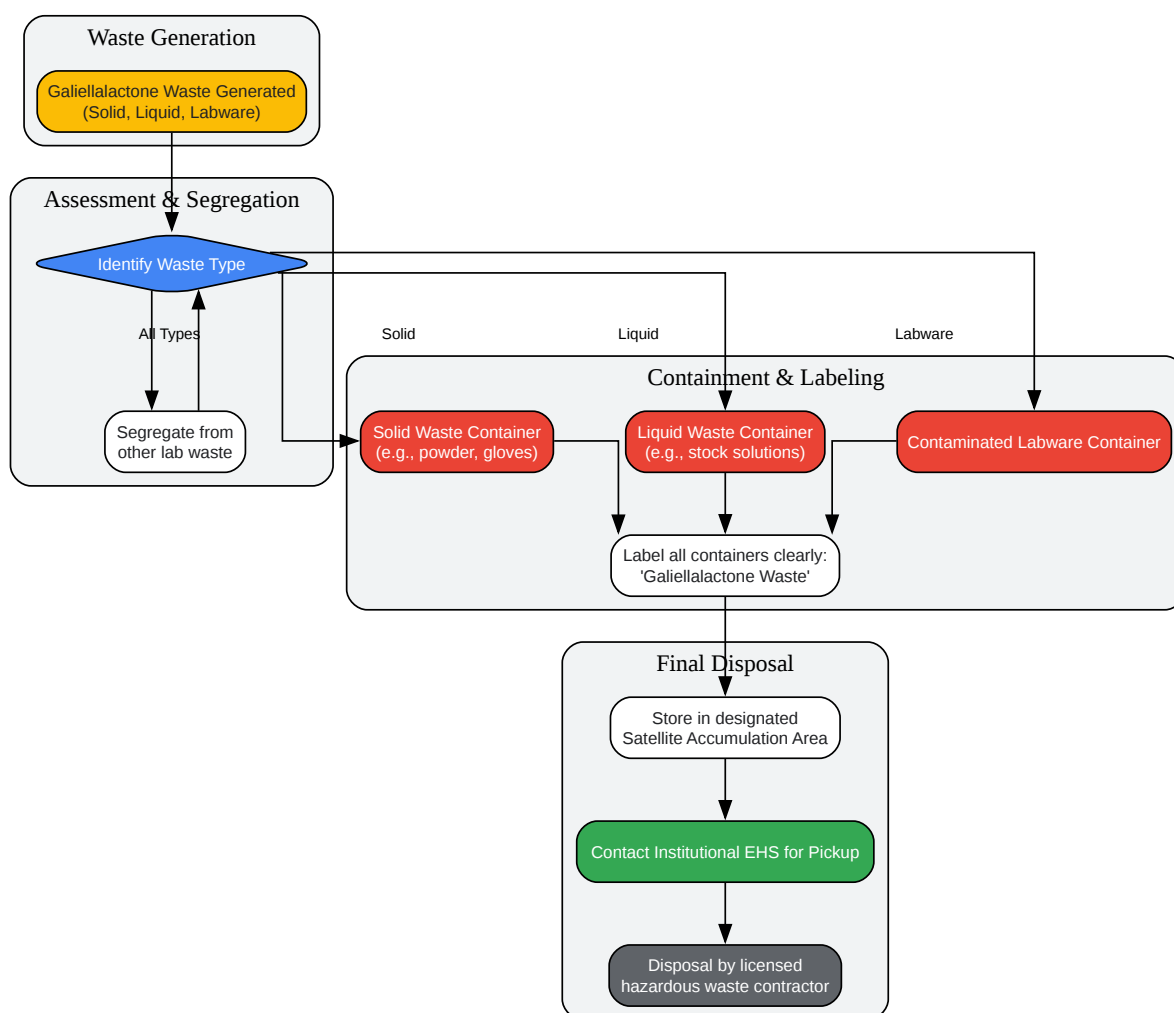 Waste Generation
Galiellalactone Waste Generated
(Solid, Liquid, Labware)
Assessment & Segregation
Identify Waste Type
All Types
Solid
Liquid
Labware
Segregate from
other lab waste
Containment & Labeling
Solid Waste Container
(e.g., powder, gloves)
Liquid Waste Container
(e.g., stock solutions)
Contaminated Labware Container
Label all containers clearly:
'Galiellalactone Waste'
Final Disposal
Store in designated
Satellite Accumulation Area
Contact Institutional EHS for Pickup
Disposal by licensed
hazardous waste contractor